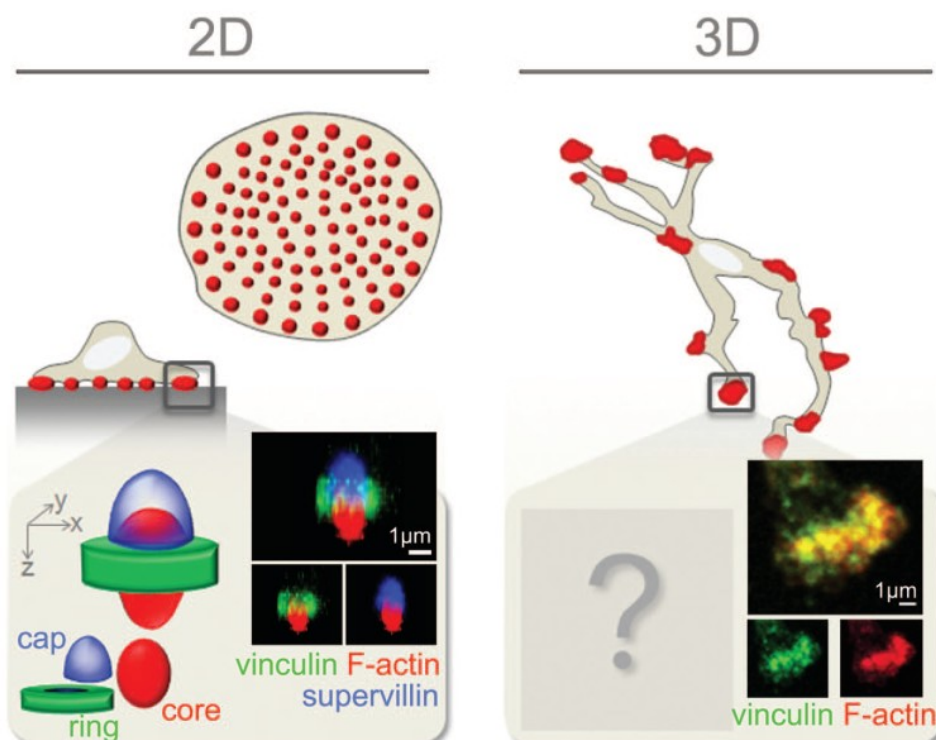 2D
3D
y
x
z
cap
ring
core
1µm
vinculin F-actin
supervillin
?
1µm
vinculin F-actin